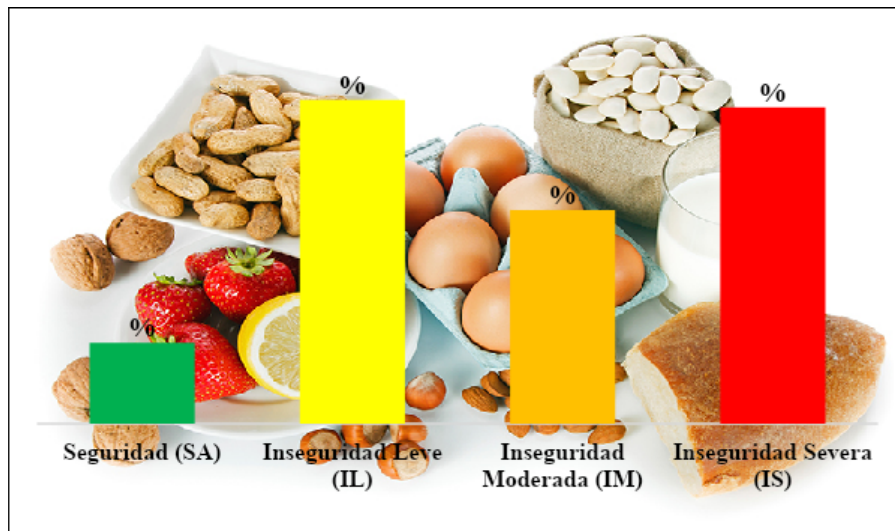 %
%
%
%
Seguridad (SA)
Inseguridad Leve
(IL)
Inseguridad
Moderada (IM)
Inseguridad Severa
(IS)